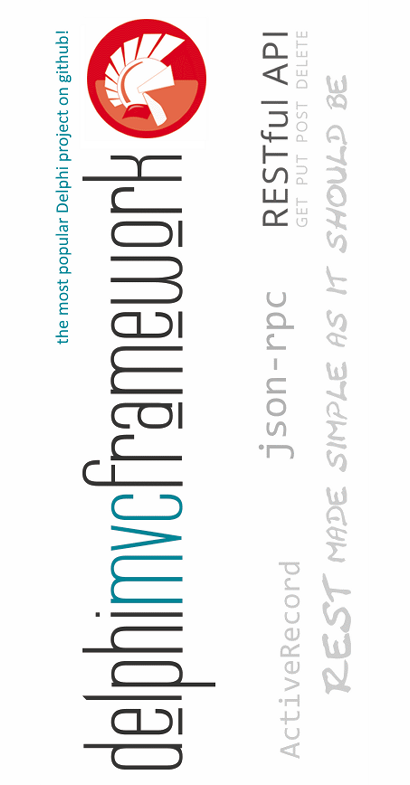 the most popular Delphi project on github!
delphimvcframework
ActiveRecord
json-rpc
RESTful API
GET PUT POST DELETE
REST MADE SIMPLE AS IT SHOULD BE